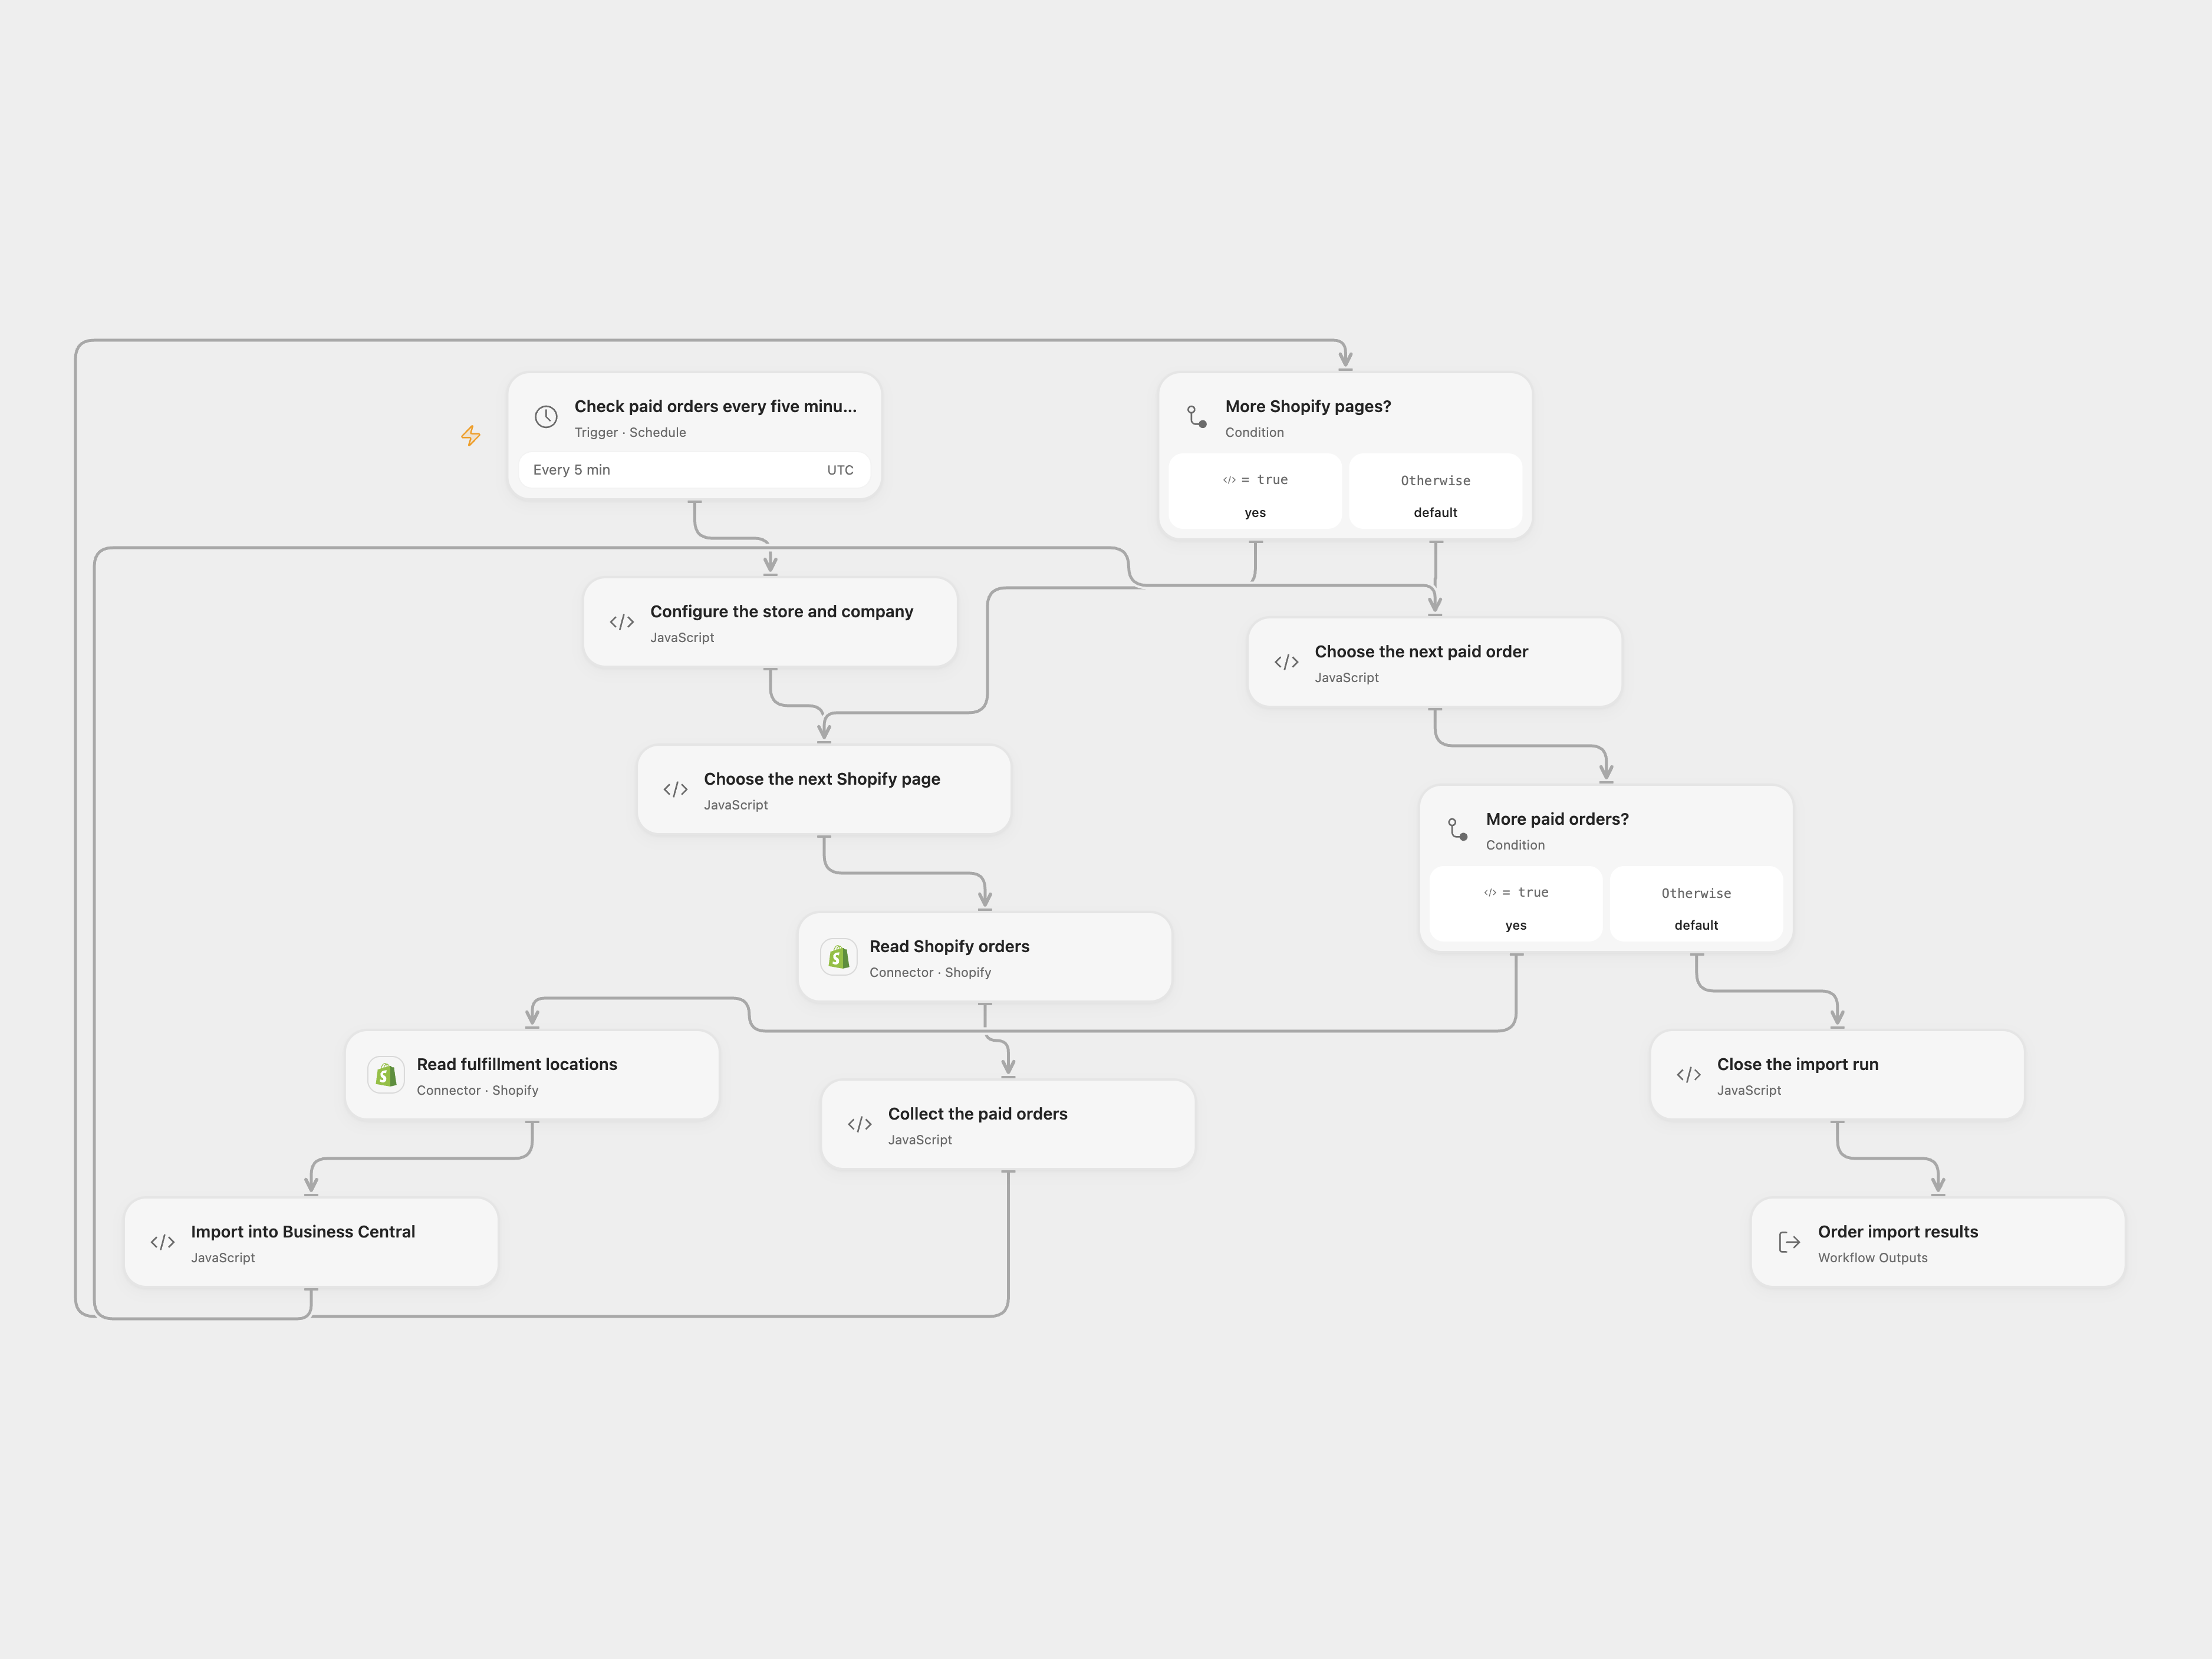 Check paid orders every five minu...
Trigger · Schedule
Every 5 min
UTC
More Shopify pages?
Condition
</> = true
yes
Otherwise
default
Configure the store and company
JavaScript
Choose the next paid order
JavaScript
Choose the next Shopify page
JavaScript
More paid orders?
Condition
</> = true
yes
Otherwise
default
Read Shopify orders
Connector · Shopify
Read fulfillment locations
Connector · Shopify
Collect the paid orders
JavaScript
Close the import run
JavaScript
Import into Business Central
JavaScript
Order import results
Workflow Outputs